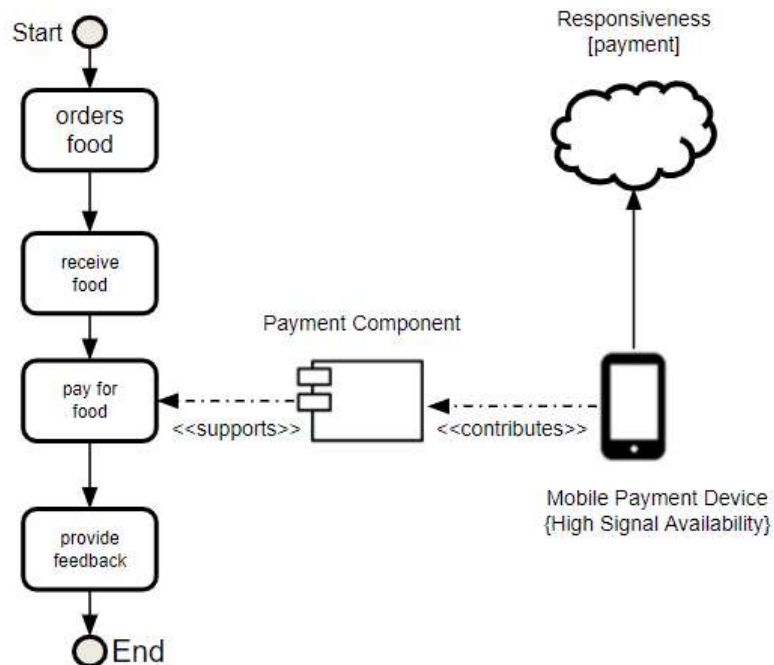 Start
orders
food
receive
food
pay for
food
provide
feedback
End
Payment Component
<<supports>>
<<contributes>>
Responsiveness
[payment]
Mobile Payment Device
{High Signal Availability}